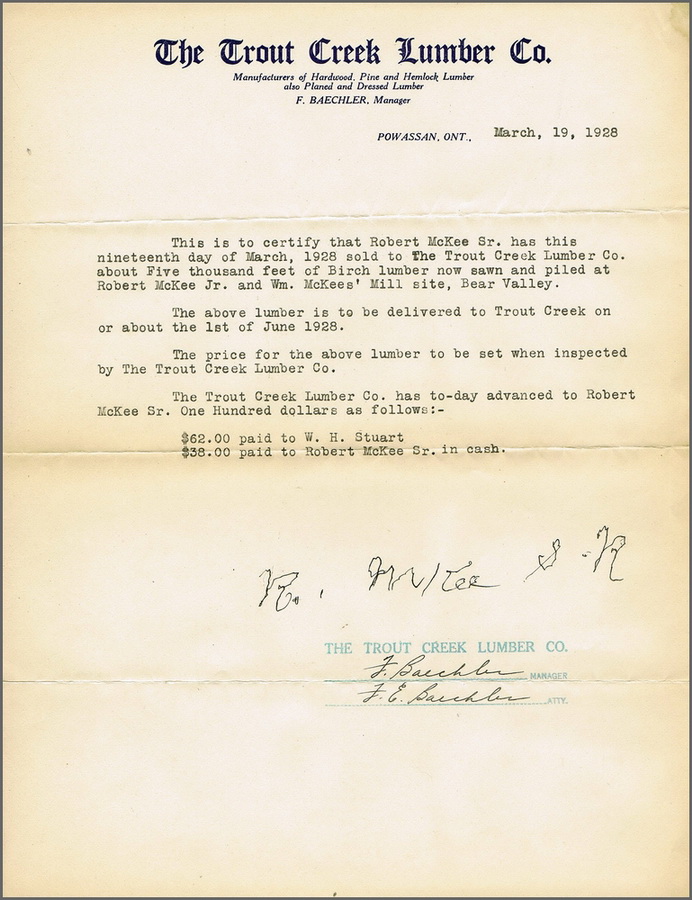 The Trout Creek Lumber Co.
Manufacturers of Hardwood, Pine and Hemlock Lumber
also Planed and Dressed Lumber
F. BAECHLER, Manager
POWASSAN, ONT., March, 19, 1928
This is to certify that Robert McKee Sr. has this
nineteenth day of March, 1928 sold to The Trout Creek Lumber Co.
about Five thousand feet of Birch lumber now sawn and piled at
Robert McKee Jr. and Wm. McKees' Mill site, Bear Valley.
The above lumber is to be delivered to Trout Creek on
or about the 1st of June 1928.
The price for the above lumber to be set when inspected
by The Trout Creek Lumber Co.
The Trout Creek Lumber Co. has to-day advanced to Robert
McKee Sr. One Hundred dollars as follows:-
$62.00 paid to W. H. Stuart
$38.00 paid to Robert McKee Sr. in cash.
R. McKee S R
THE TROUT CREEK LUMBER CO.
F. Baechler MANAGER
F. E. Baechler ATTY.